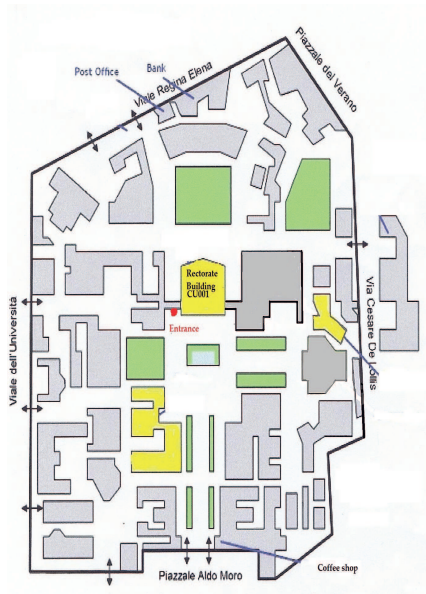 Piazzale del Verano
Viale Regina Elena
Bank
Post Office
Rectorate
Building
CU001
Entrance
Viale dell'Università
Via Cesare De Lollis
Coffee shop
Piazzale Aldo Moro